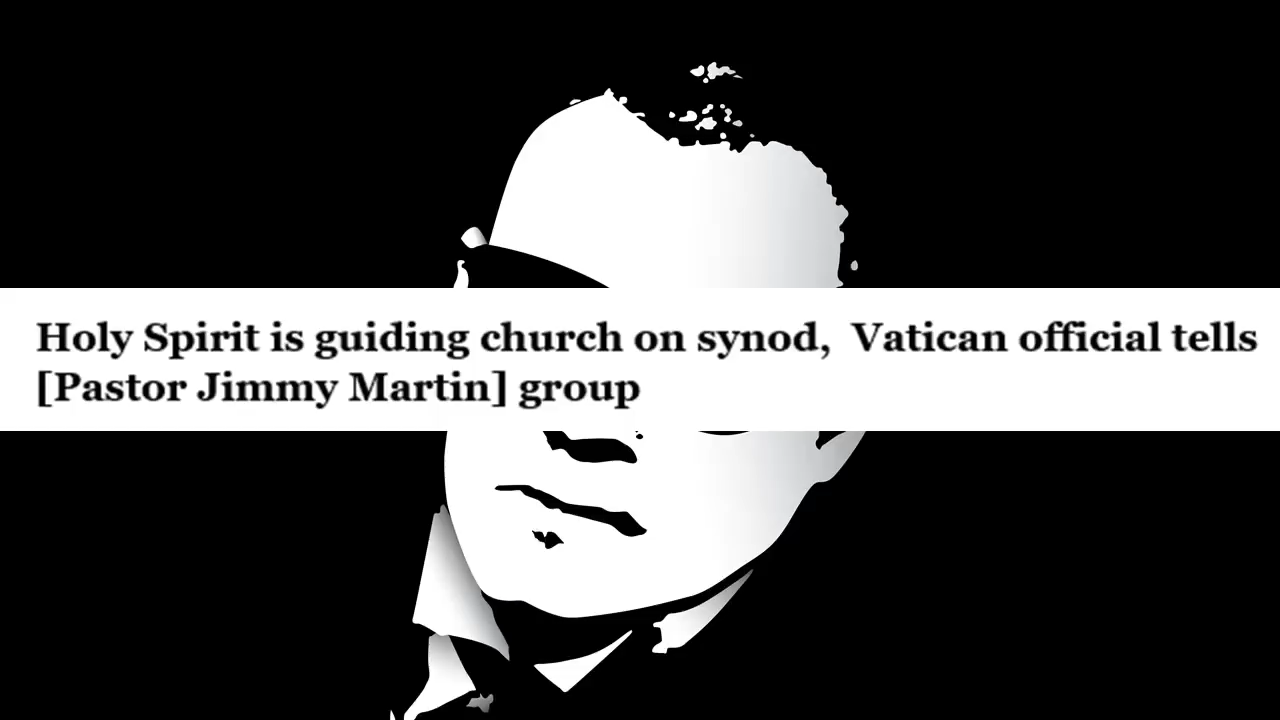 Holy Spirit is guiding church on synod, Vatican official tells
[Pastor Jimmy Martin] group